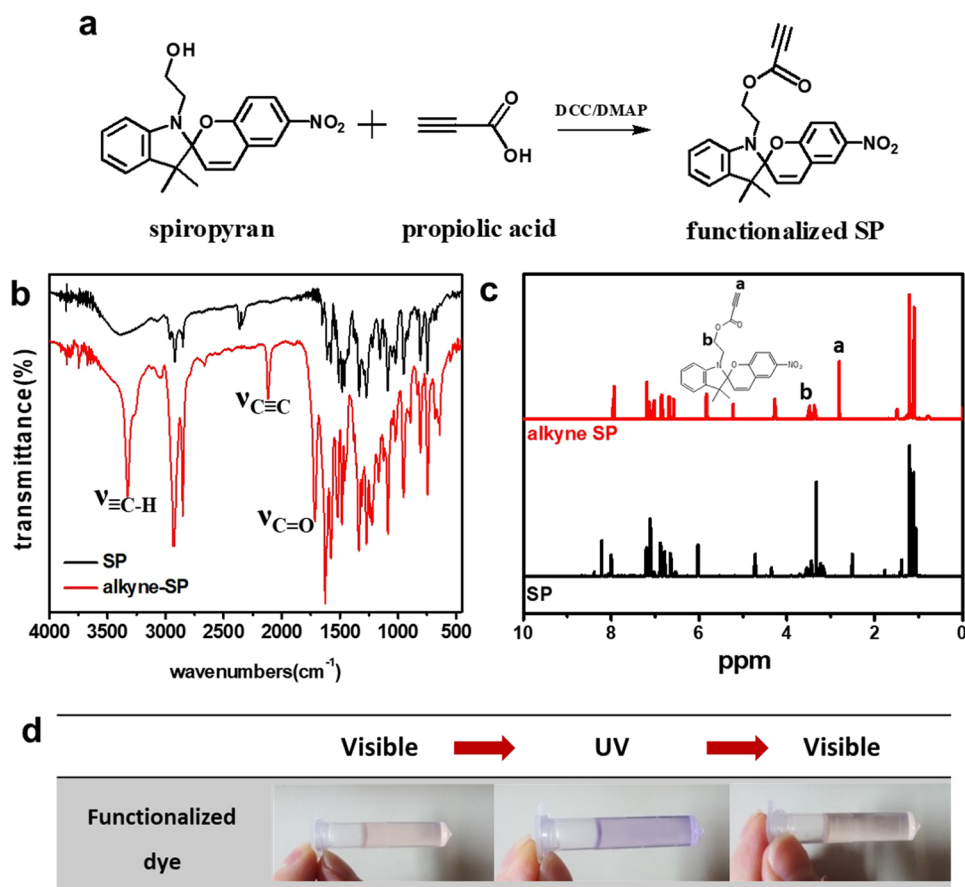 a
OH
N
O
NO2
O
OH
DCC/DMAP
O
O
N
O
NO2
spiropyran
propiolic acid
functionalized SP
b
transmittance(%)
ν≡C-H
νC≡C
νC=O
SP
alkyne-SP
4000 3500 3000 2500 2000 1500 1000 500
wavenumbers(cm-1)
c
a
b
O
O
N
O
NO2
a
b
alkyne SP
SP
10 8 6 4 2 0
ppm
d
Visible UV Visible
Functionalized
dye